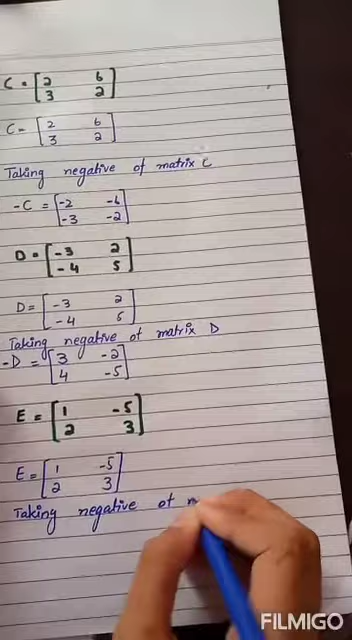 C = [2 6
3 2]
C = [2 6
3 2]
Taking negative of matrix C
-C = [-2 -6
-3 -2]
D = [-3 2
-4 5]
D = [-3 2
-4 5]
Taking negative of matrix D
-D = [3 -2
4 -5]
E = [1 -5
2 3]
E = [1 -5
2 3]
Taking negative of
FILMIGO